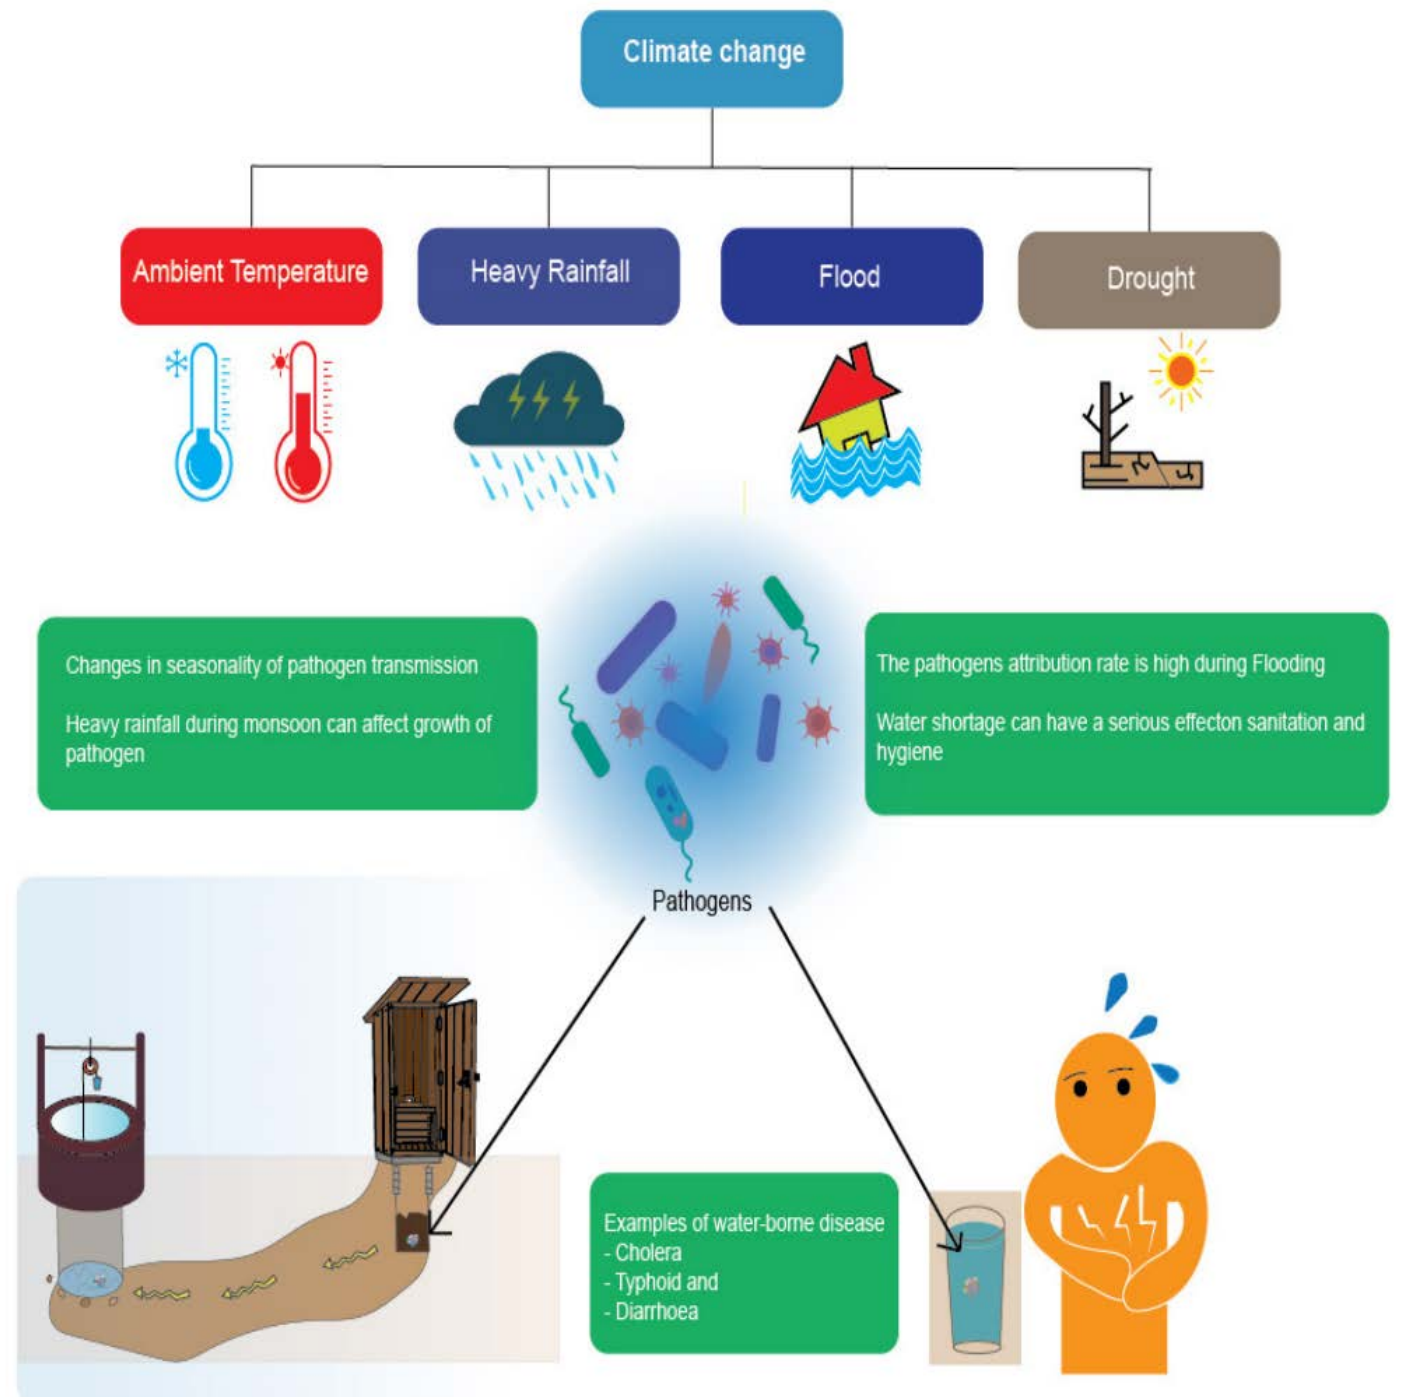 Climate change
Ambient Temperature
Heavy Rainfall
Flood
Drought
Changes in seasonality of pathogen transmission
Heavy rainfall during monsoon can affect growth of
pathogen
The pathogens attribution rate is high during Flooding
Water shortage can have a serious effecton sanitation and
hygiene
Pathogens
Examples of water-borne disease
- Cholera
- Typhoid and
- Diarrhoea